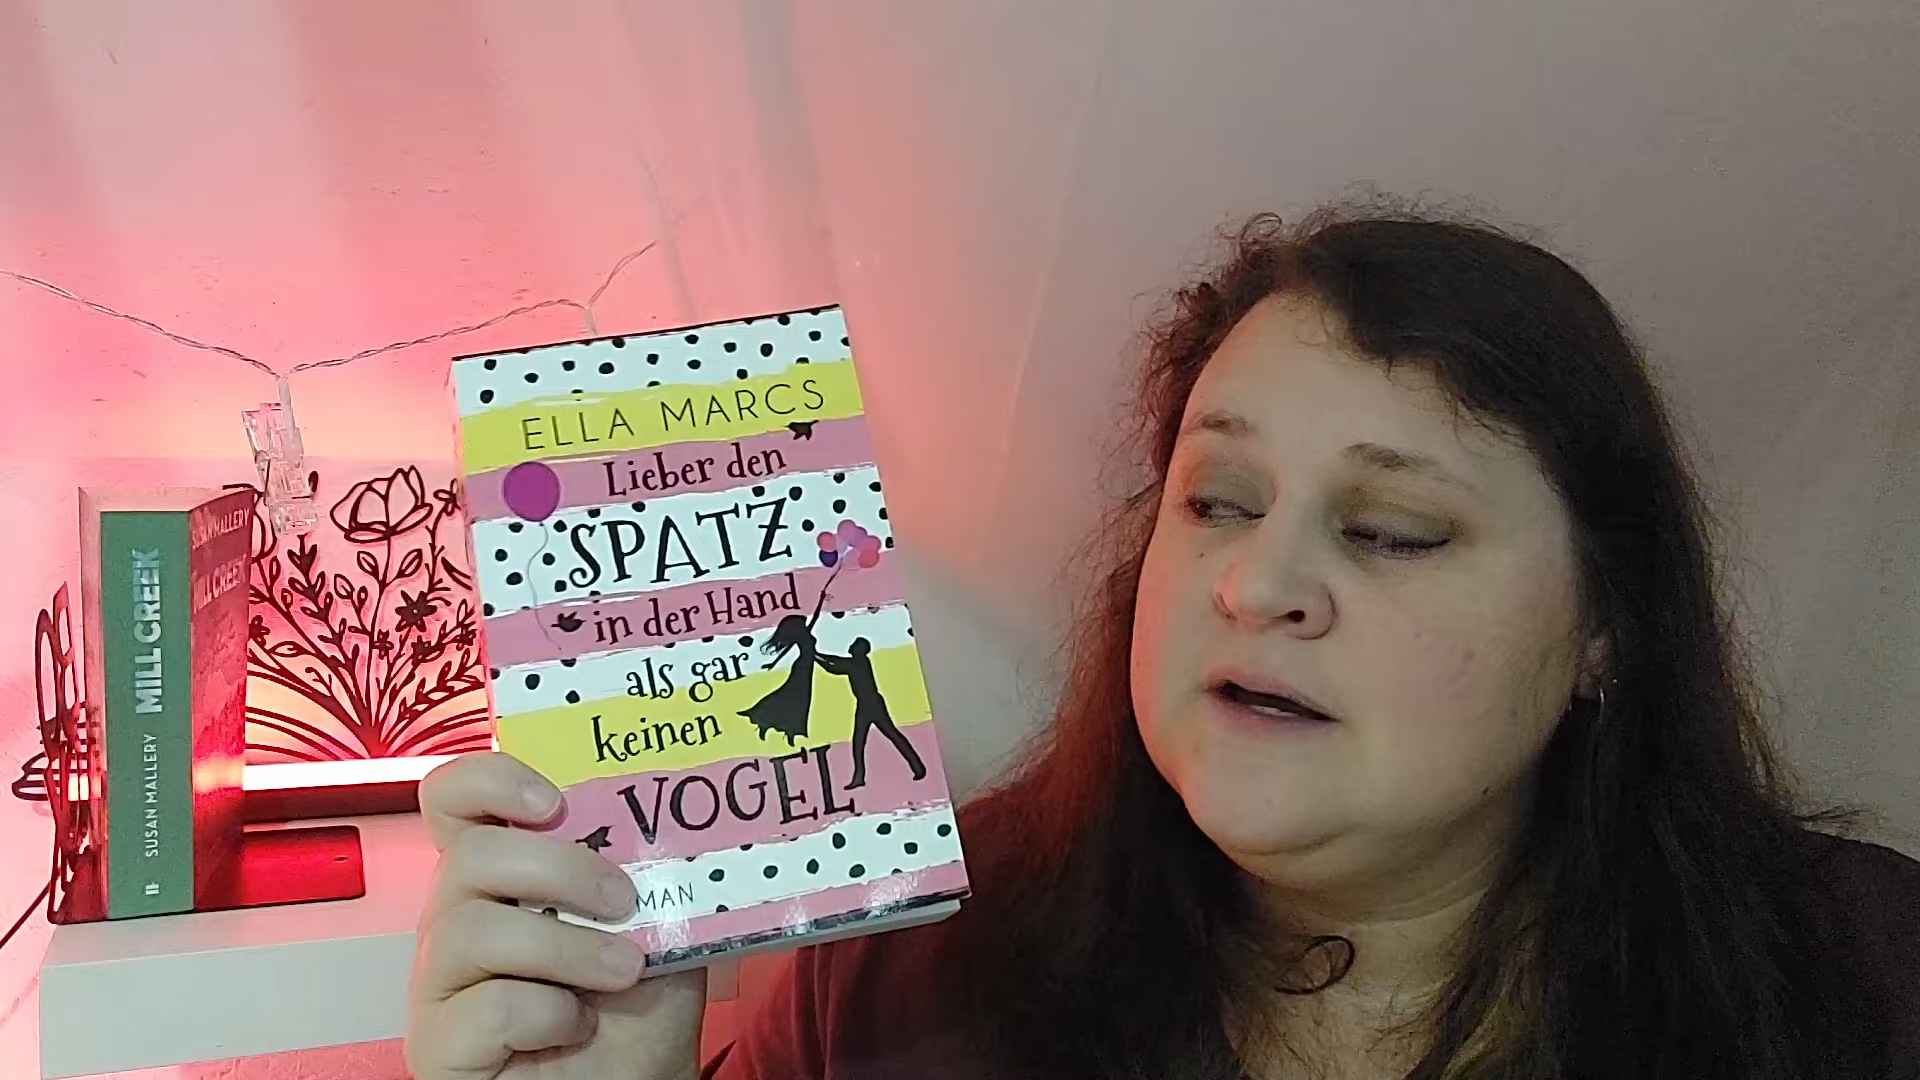 ELLA MARCS
Lieber den
SPATZ
in der Hand
als gar
keinen
VOGEL
MAN
SUSAN MALLERY
MILL CREEK
SUSAN MALLERY
MILL CREEK